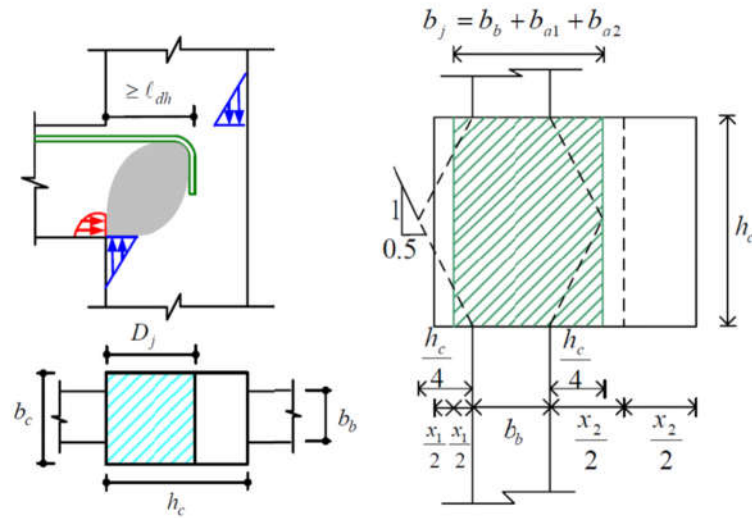 ≥ ℓ_{dh}
D_j
b_c
b_b
h_c
b_j = b_b + b_{a1} + b_{a2}
1
0.5
h_c
h_c/4
h_c/4
x_1/2
x_1/2
b_b
x_2/2
x_2/2